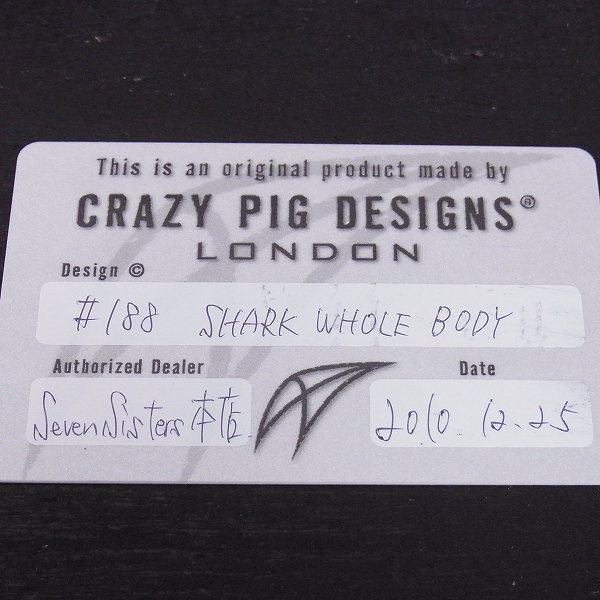 This is an original product made by
CRAZY PIG DESIGNS®
LONDON
Design ©
#188 SHARK WHOLE BODY
Authorized Dealer
SevenSisters本店
Date
2010.12.25